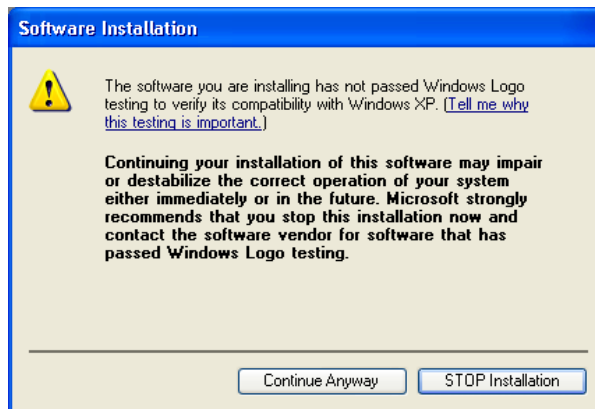 Software Installation
The software you are installing has not passed Windows Logo
testing to verify its compatibility with Windows XP. (Tell me why
this testing is important.)
Continuing your installation of this software may impair
or destabilize the correct operation of your system
either immediately or in the future. Microsoft strongly
recommends that you stop this installation now and
contact the software vendor for software that has
passed Windows Logo testing.
Continue Anyway
STOP Installation